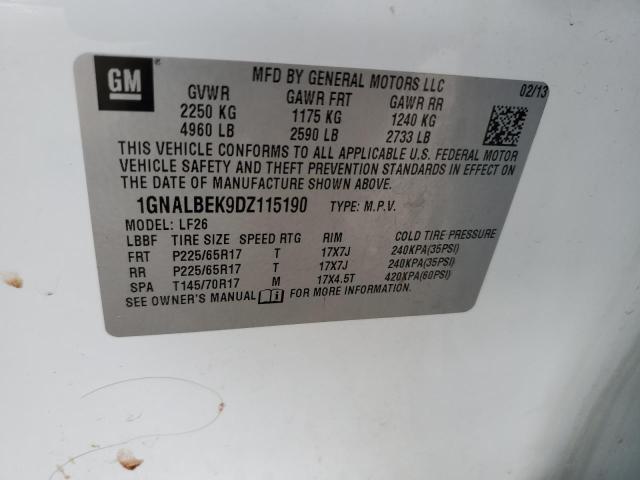 GM
MFD BY GENERAL MOTORS LLC 02/13
GVWR GAWR FRT GAWR RR
2250 KG 1175 KG 1240 KG
4960 LB 2590 LB 2733 LB
THIS VEHICLE CONFORMS TO ALL APPLICABLE U.S. FEDERAL MOTOR
VEHICLE SAFETY AND THEFT PREVENTION STANDARDS IN EFFECT ON
THE DATE OF MANUFACTURE SHOWN ABOVE.
1GNALBEK9DZ115190 TYPE: M.P.V.
MODEL: LF26
LBBF TIRE SIZE SPEED RTG RIM COLD TIRE PRESSURE
FRT P225/65R17 T 17X7J 240KPA(35PSI)
RR P225/65R17 T 17X7J 240KPA(35PSI)
SPA T145/70R17 M 17X4.5T 420KPA(60PSI)
SEE OWNER'S MANUAL FOR MORE INFORMATION.